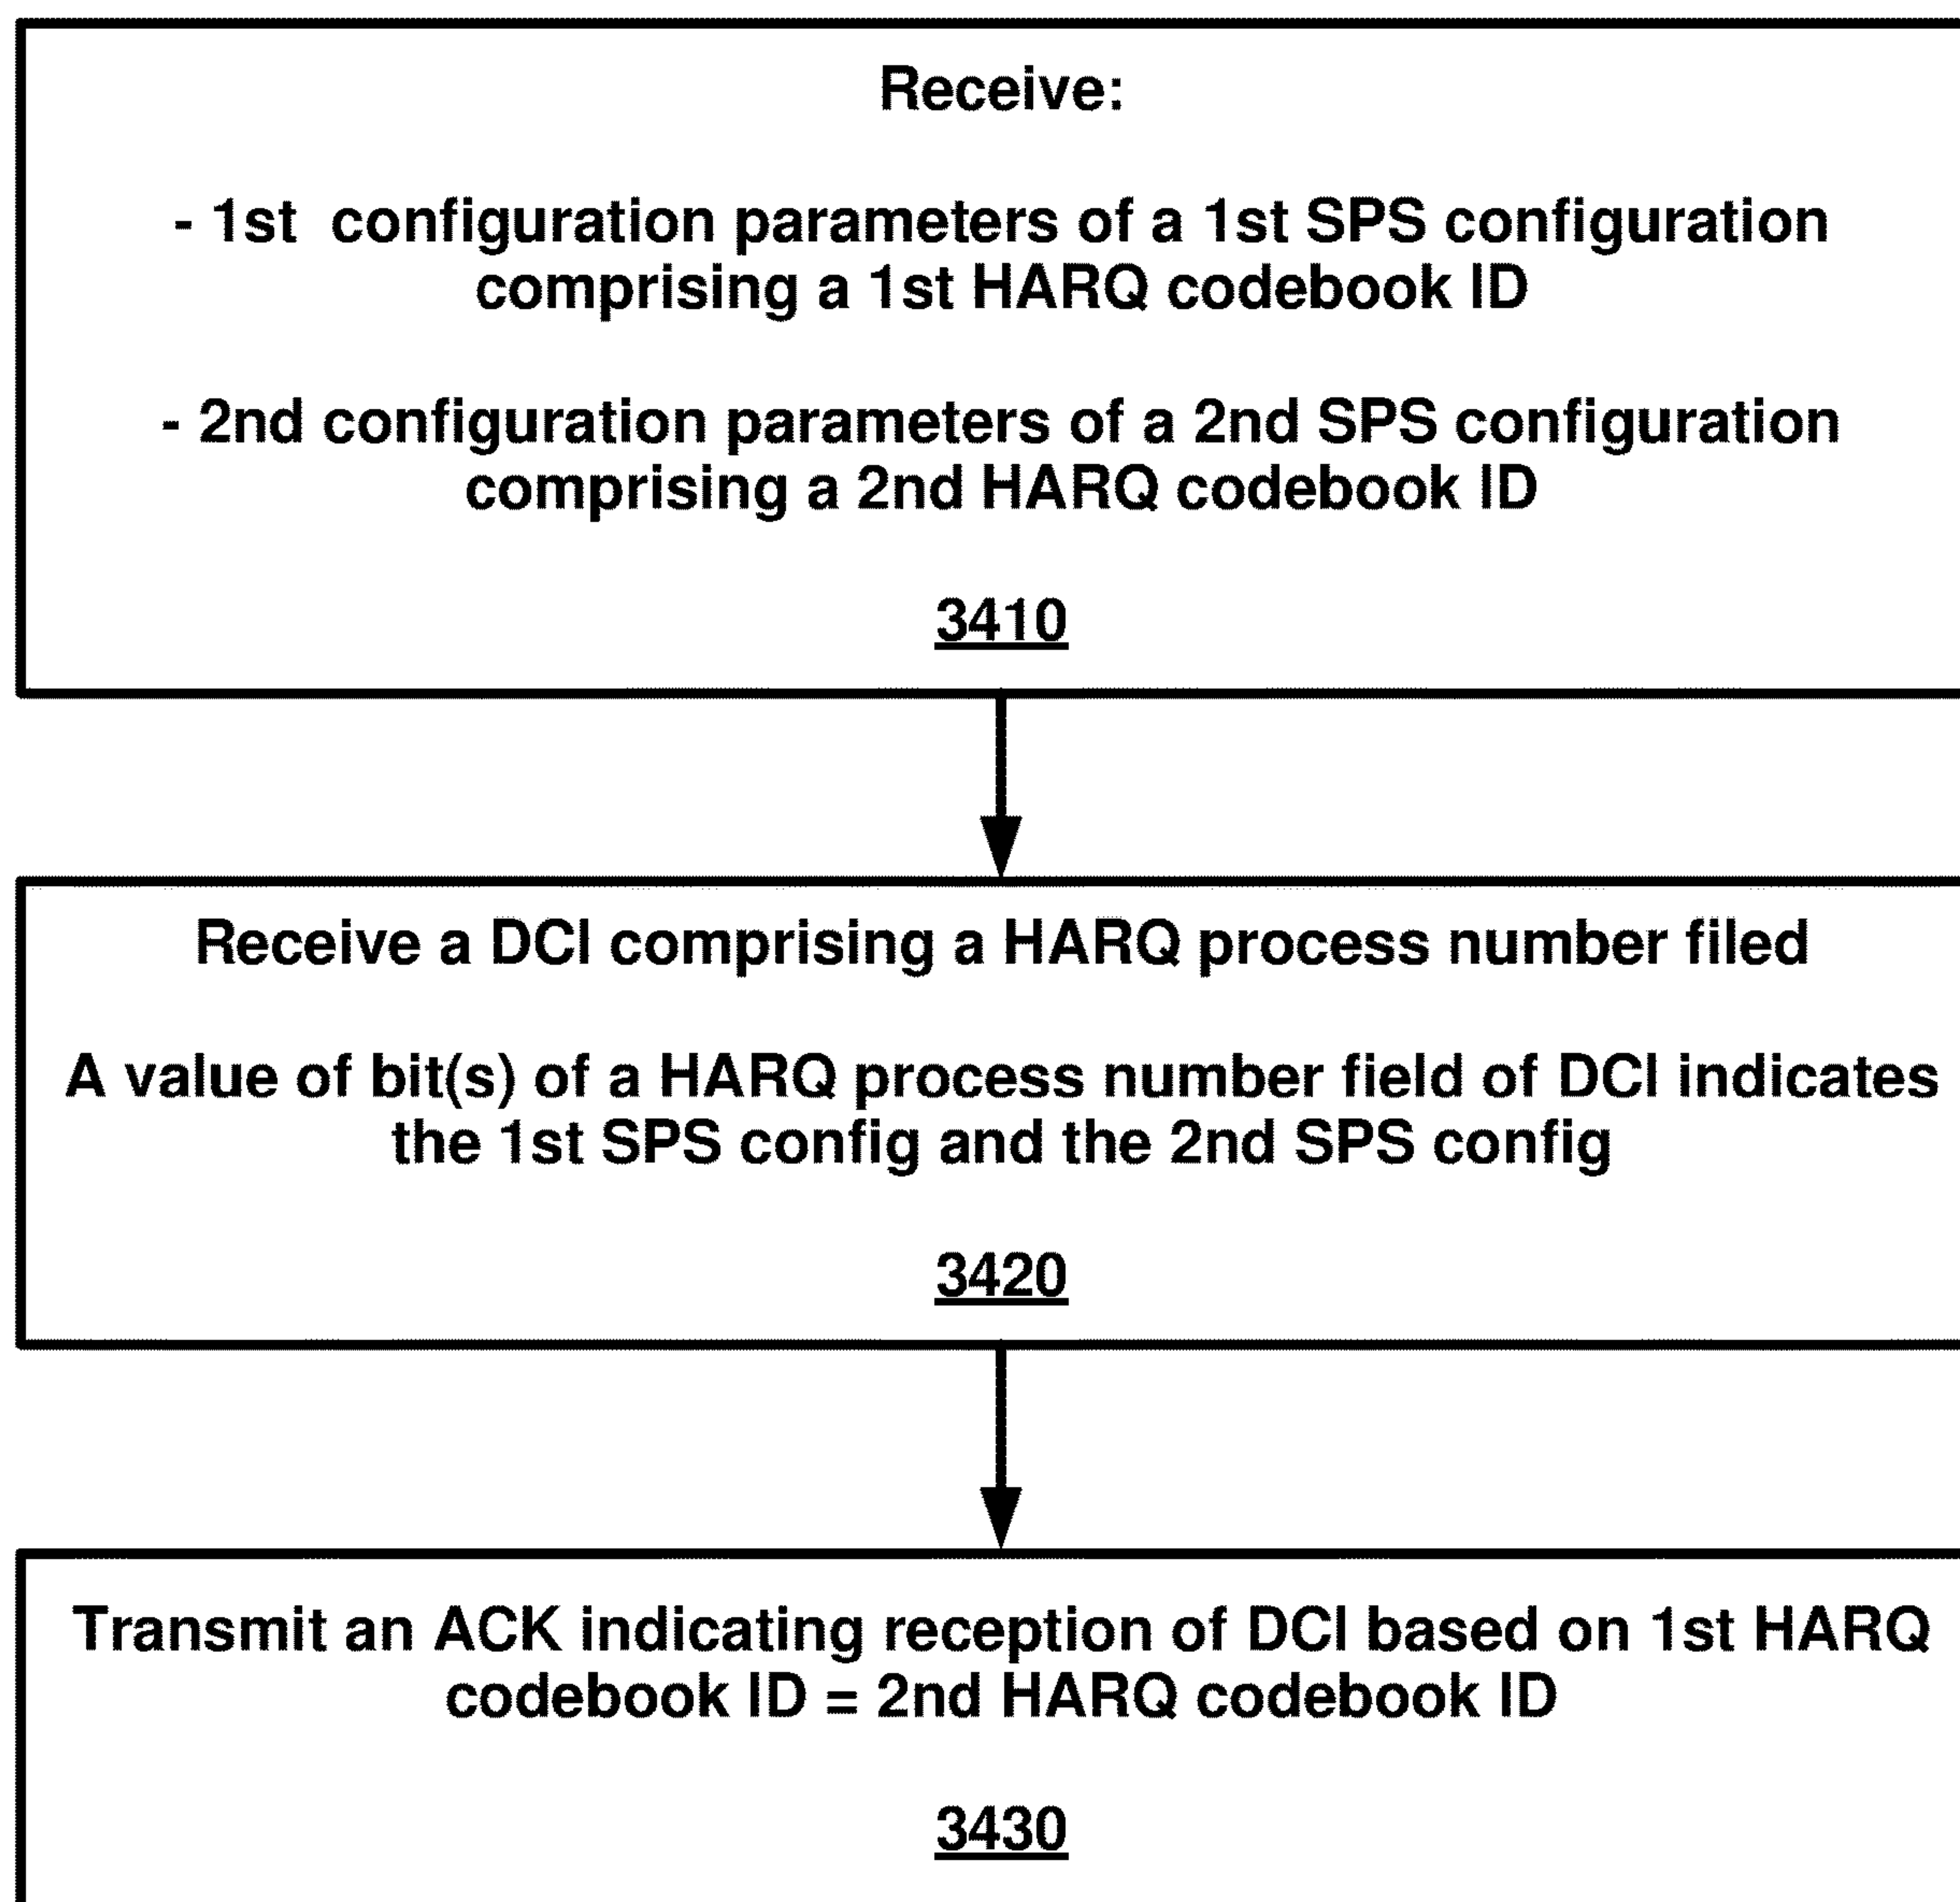 Receive:
- 1st configuration parameters of a 1st SPS configuration
comprising a 1st HARQ codebook ID
- 2nd configuration parameters of a 2nd SPS configuration
comprising a 2nd HARQ codebook ID
3410
Receive a DCI comprising a HARQ process number filed
A value of bit(s) of a HARQ process number field of DCI indicates
the 1st SPS config and the 2nd SPS config
3420
Transmit an ACK indicating reception of DCI based on 1st HARQ
codebook ID = 2nd HARQ codebook ID
3430